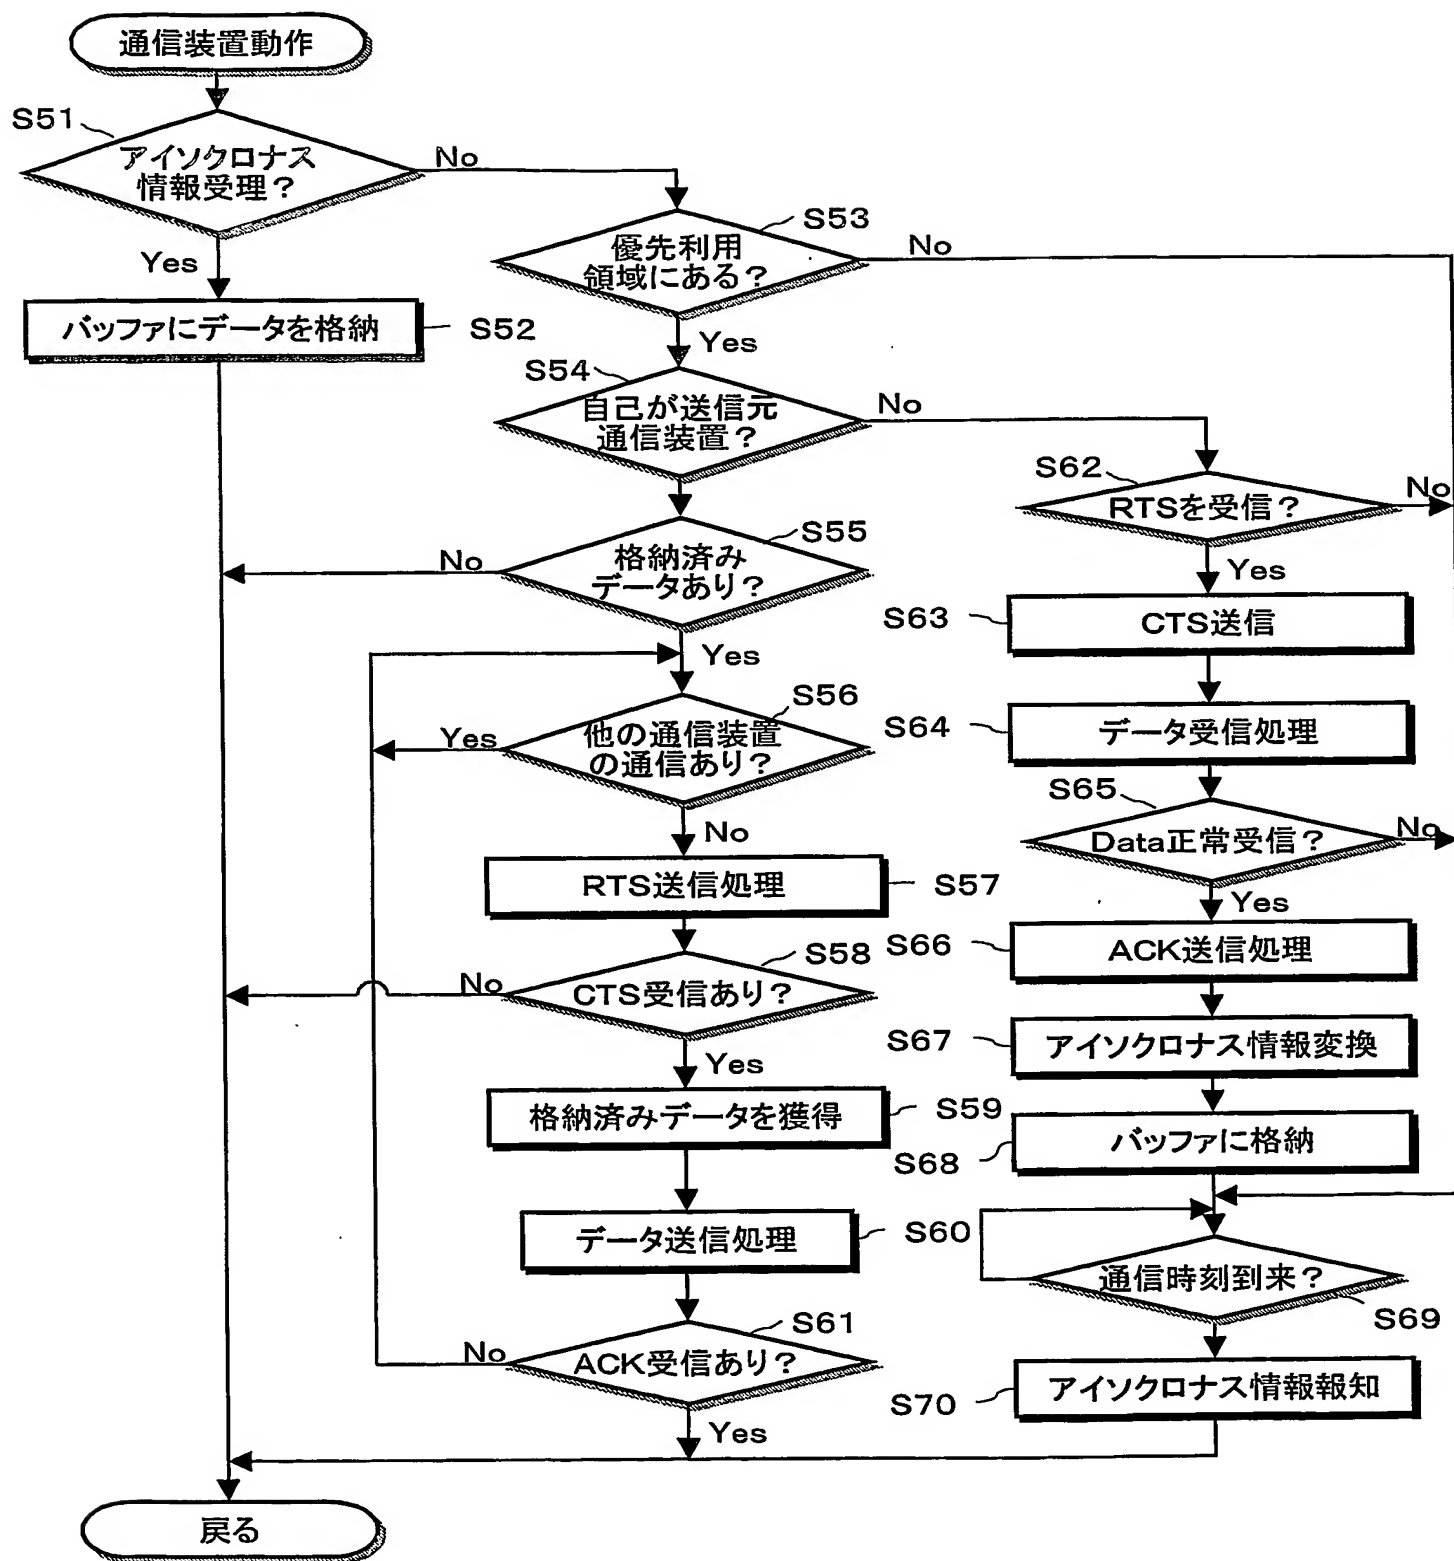 通信装置動作
S51
アイソクロナス
情報受理?
No
Yes
バッファにデータを格納
S52
S53
優先利用
領域にある?
No
Yes
S54
自己が送信元
通信装置?
No
S55
格納済み
データあり?
No
Yes
S56
他の通信装置
の通信あり?
Yes
No
RTS送信処理
S57
S58
CTS受信あり?
No
Yes
格納済みデータを獲得
S59
データ送信処理
S60
S61
ACK受信あり?
No
Yes
S62
RTSを受信?
No
Yes
S63
CTS送信
S64
データ受信処理
S65
Data正常受信?
No
Yes
S66
ACK送信処理
S67
アイソクロナス情報変換
S68
バッファに格納
通信時刻到来?
S69
S70
アイソクロナス情報報知
戻る